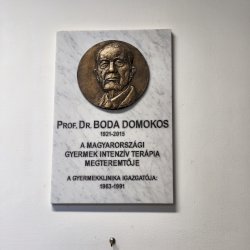 PROF. DR. BODA DOMOKOS
1921-2015
A MAGYARORSZÁGI
GYERMEK INTENZÍV TERÁPIA
MEGTEREMTŐJE
A GYERMEKKLINIKA IGAZGATÓJA:
1963-1991